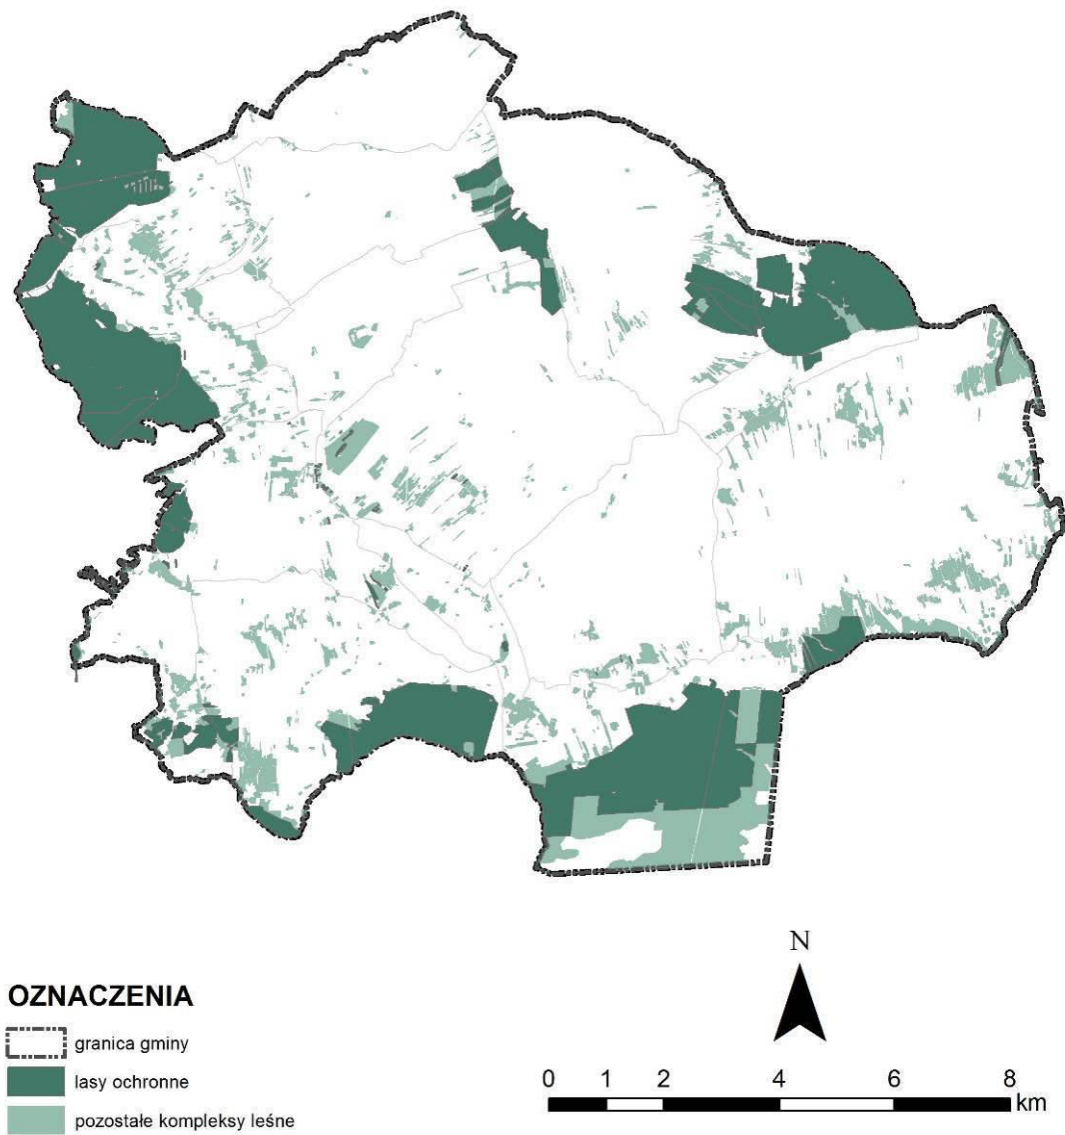 N
OZNACZENIA
granica gminy
lasy ochronne
pozostałe kompleksy leśne
0 1 2 4 6 8
km